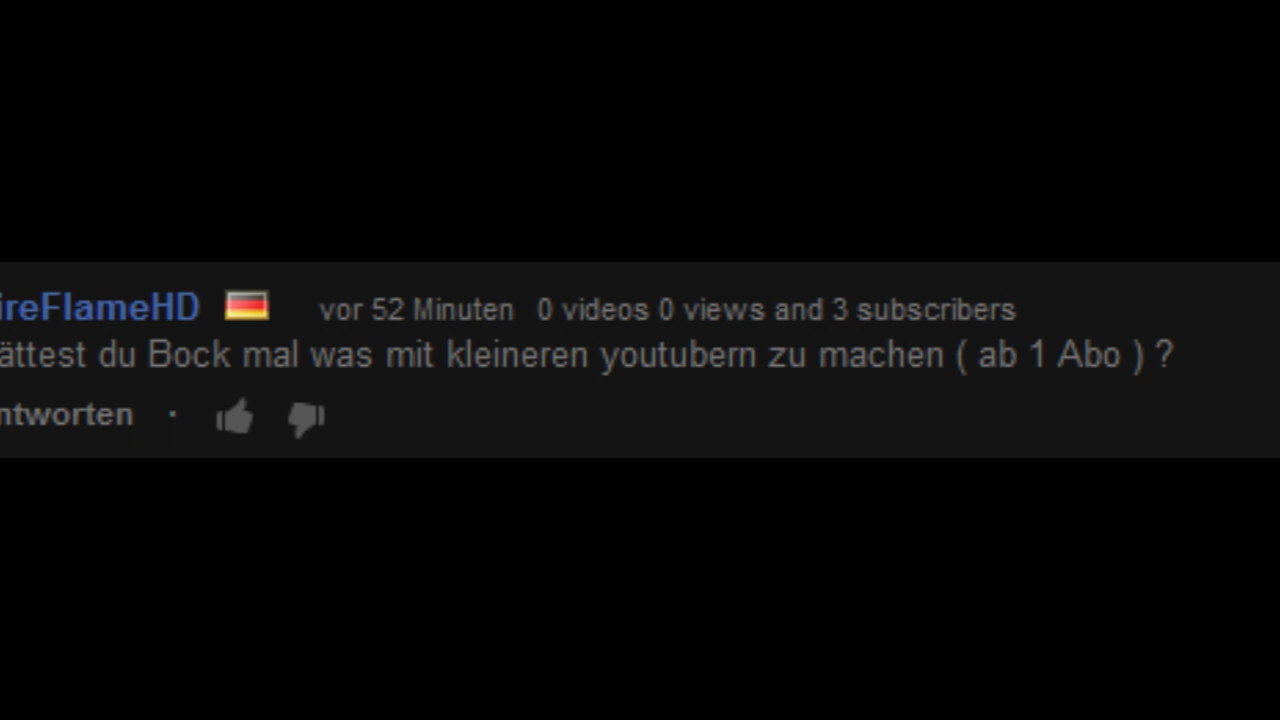 ireFlameHD vor 52 Minuten 0 videos 0 views and 3 subscribers
ättest du Bock mal was mit kleineren youtubern zu machen ( ab 1 Abo ) ?
ntworten ·